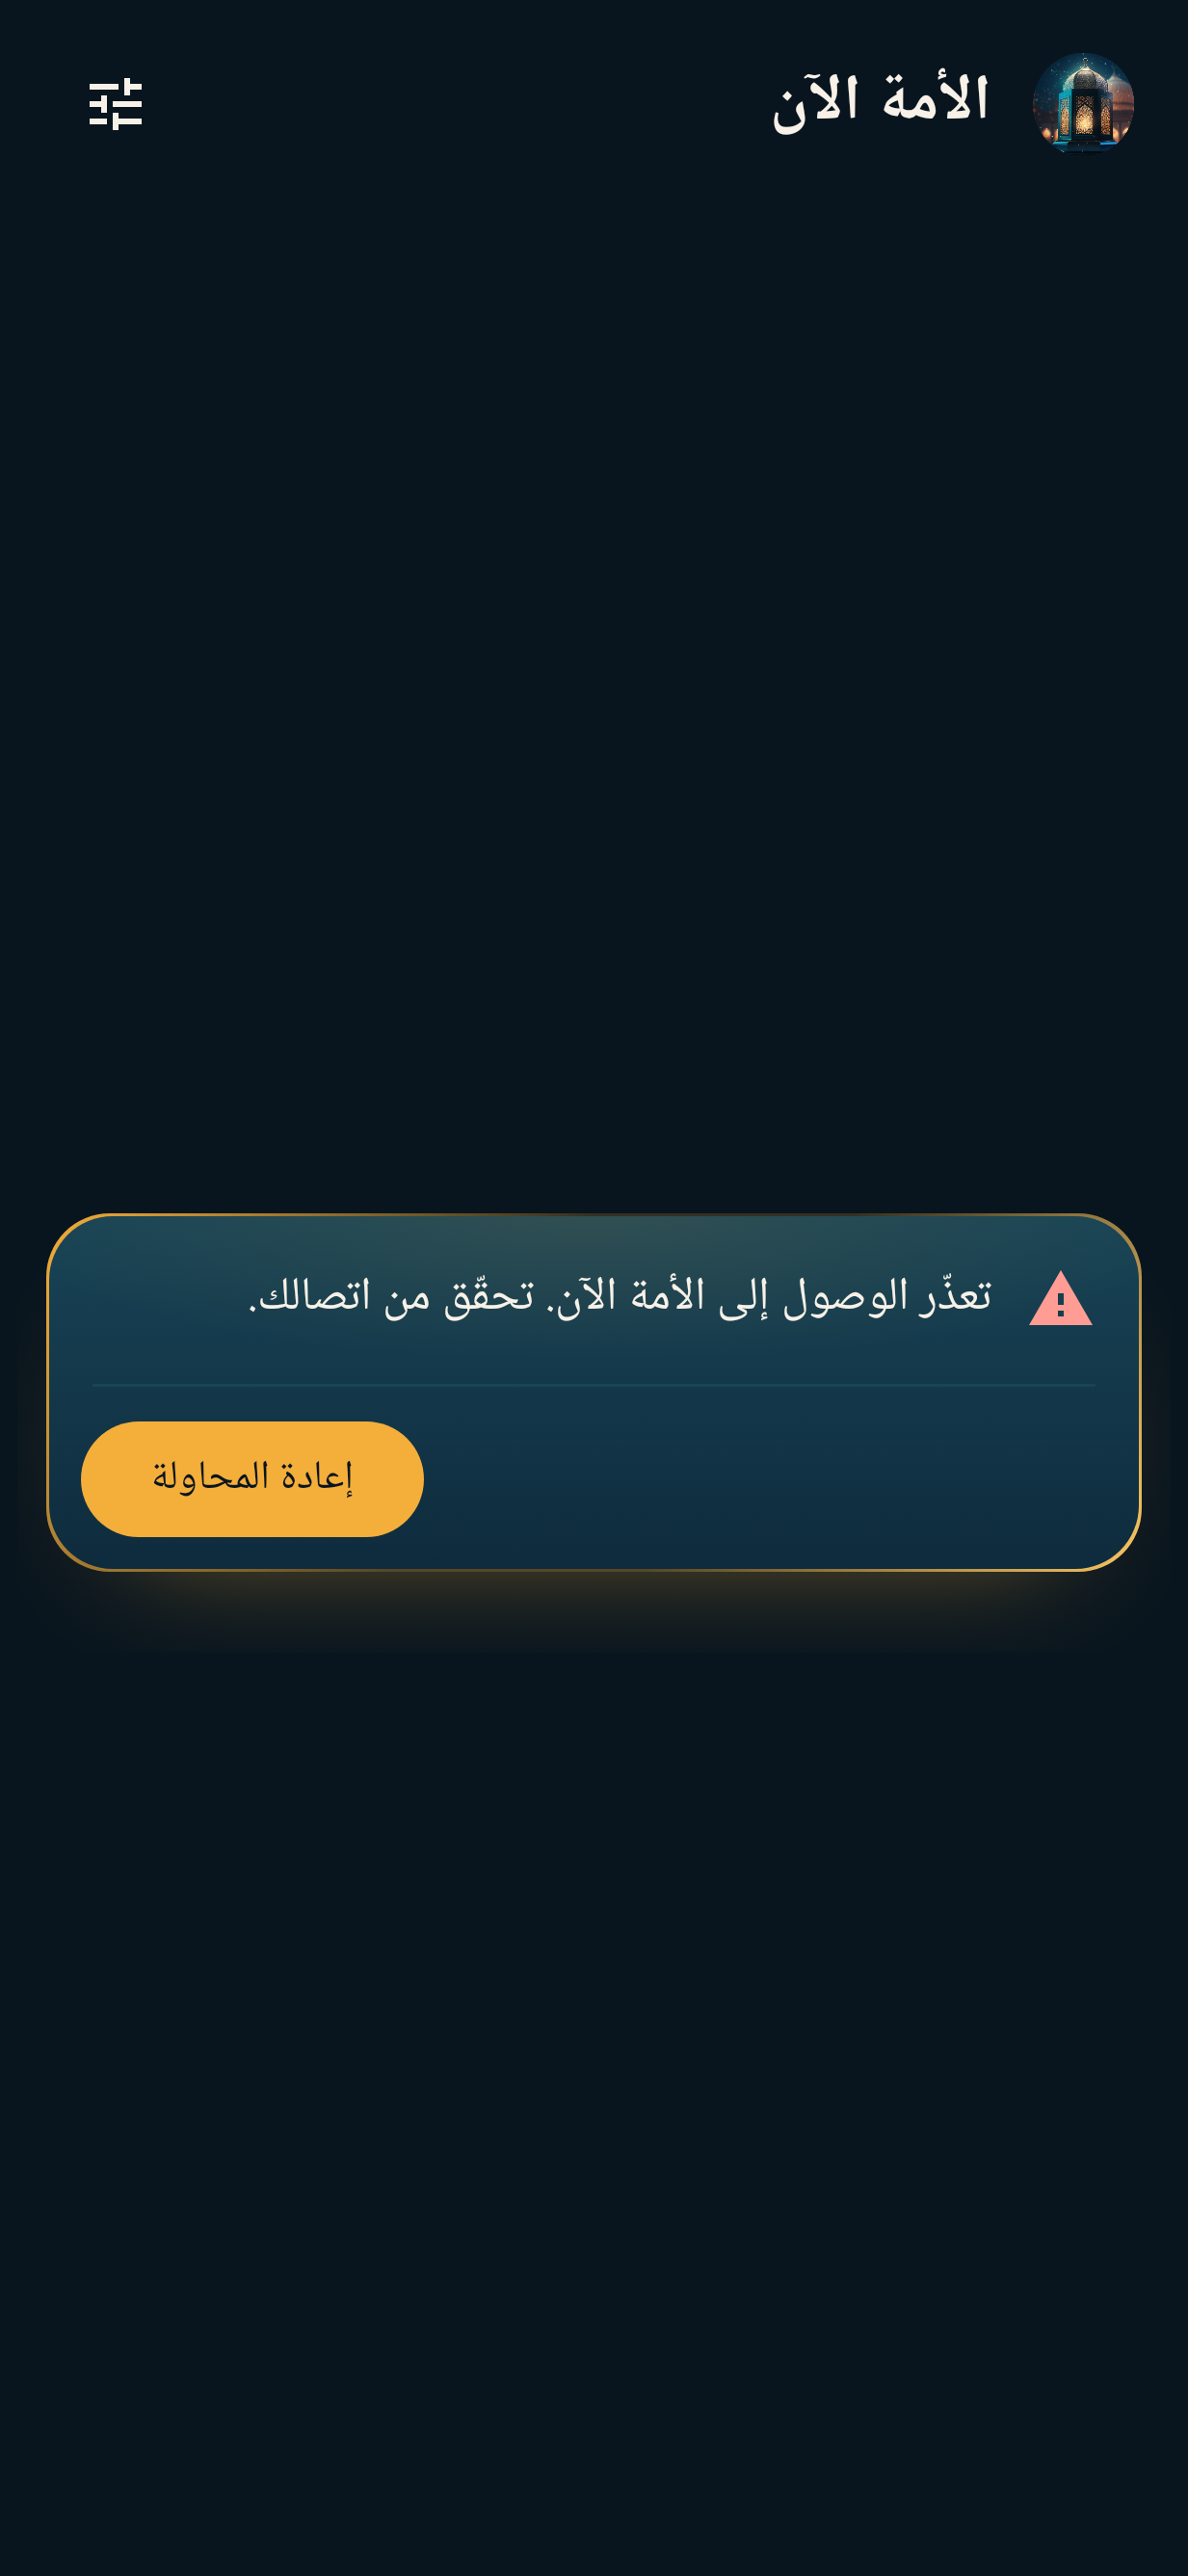 الأمة الآن
تعذّر الوصول إلى الأمة الآن. تحقّق من اتصالك.
إعادة المحاولة